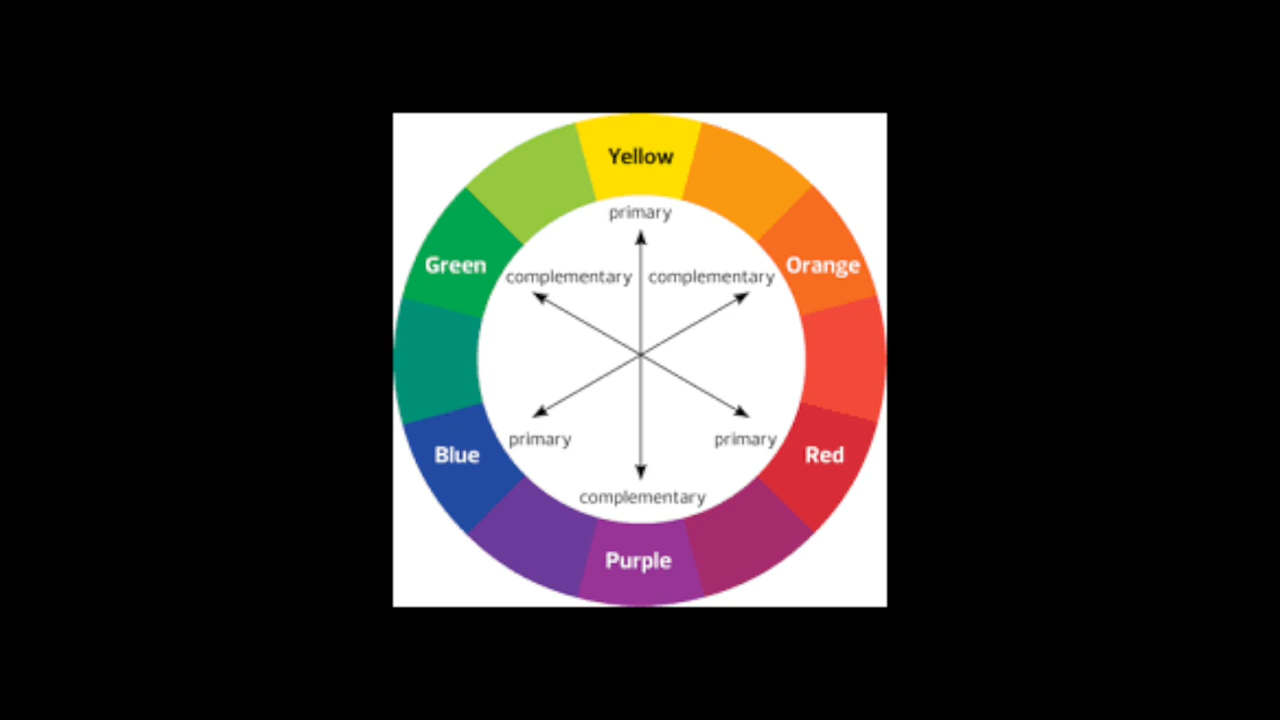 Yellow
primary
Green
complementary
complementary
Orange
primary
primary
Blue
Red
complementary
Purple